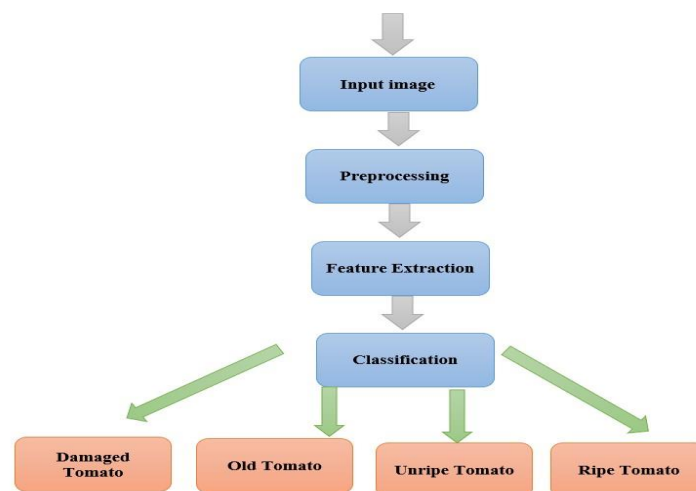 Input image
Preprocessing
Feature Extraction
Classification
Damaged
Tomato
Old Tomato
Unripe Tomato
Ripe Tomato